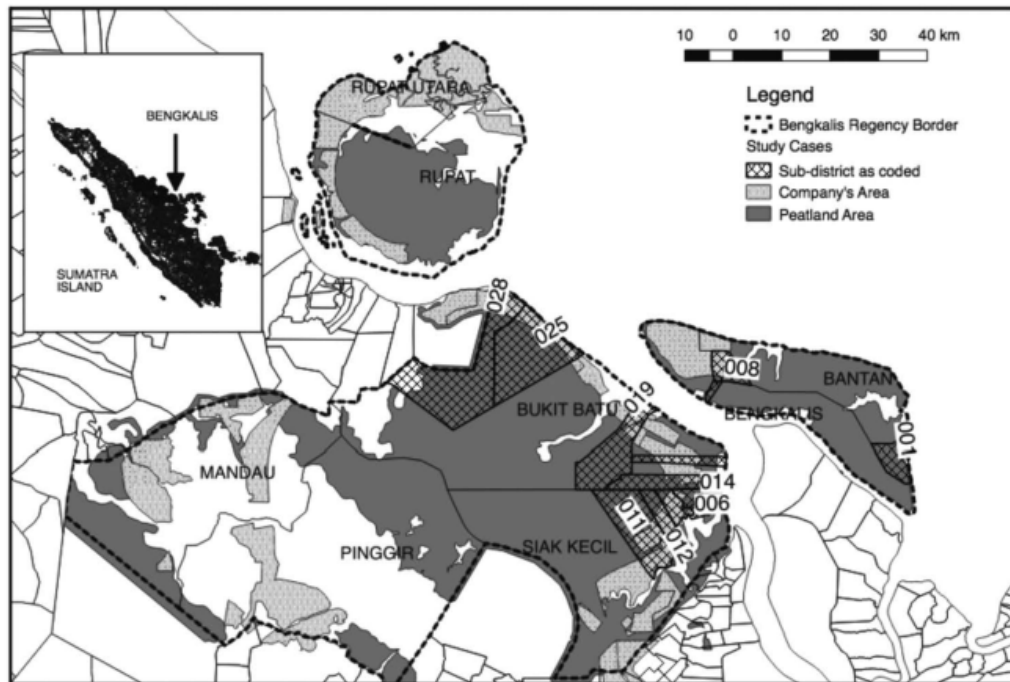 10 0 10 20 30 40 km
Legend
Bengkalis Regency Border
Study Cases
Sub-district as coded
Company's Area
Peatland Area
BENGKALIS
SUMATRA
ISLAND
RUPAT UTARA
RUPAT
028
025
019
BUKIT BATU
008
BANTAN
BENGKALIS
001
MANDAU
014
006
011
012
PINGGIR
SIAK KECIL